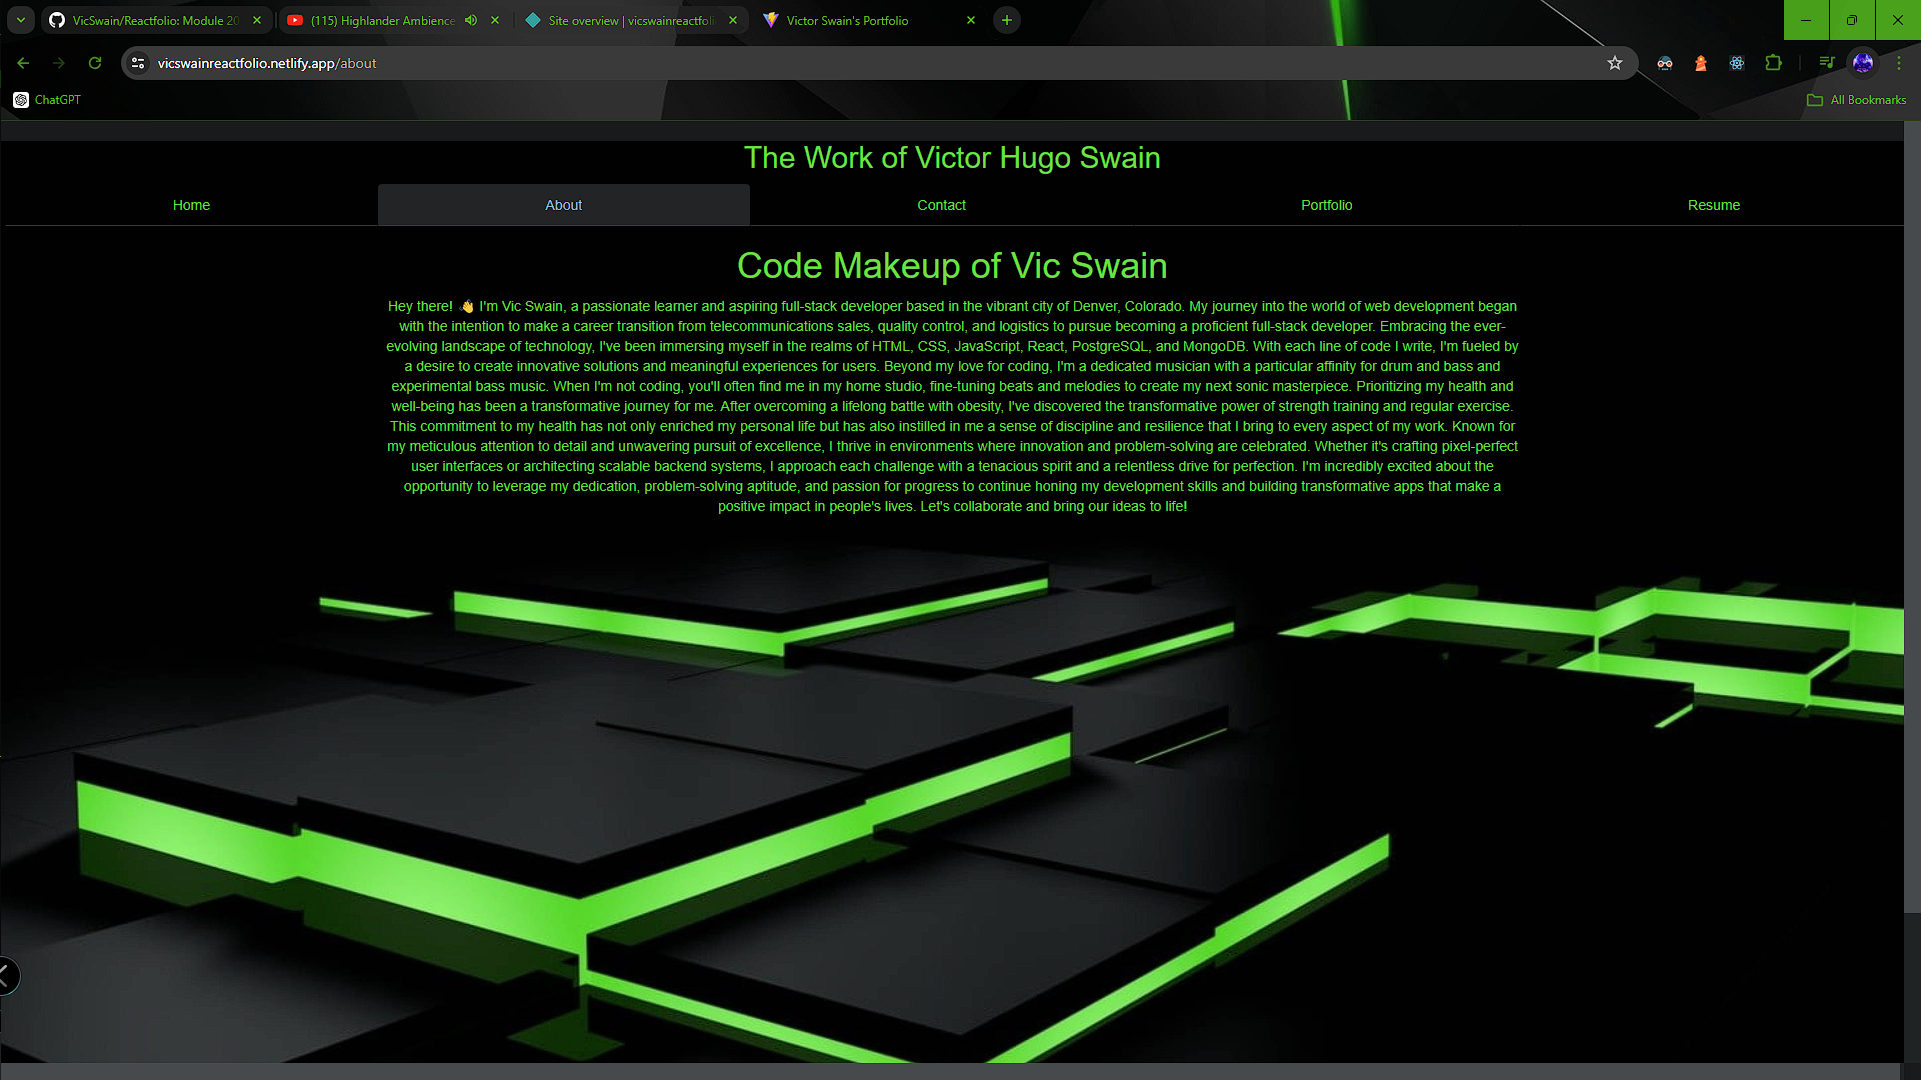 VicSwain/Reactfolio: Module 20
(115) Highlander Ambience
Site overview | vicswainreactfoli
Victor Swain's Portfolio
vicswainreactfolio.netlify.app/about
ChatGPT
All Bookmarks
The Work of Victor Hugo Swain
Home
About
Contact
Portfolio
Resume
Code Makeup of Vic Swain
Hey there! 👋 I'm Vic Swain, a passionate learner and aspiring full-stack developer based in the vibrant city of Denver, Colorado. My journey into the world of web development began
with the intention to make a career transition from telecommunications sales, quality control, and logistics to pursue becoming a proficient full-stack developer. Embracing the ever-
evolving landscape of technology, I've been immersing myself in the realms of HTML, CSS, JavaScript, React, PostgreSQL, and MongoDB. With each line of code I write, I'm fueled by
a desire to create innovative solutions and meaningful experiences for users. Beyond my love for coding, I'm a dedicated musician with a particular affinity for drum and bass and
experimental bass music. When I'm not coding, you'll often find me in my home studio, fine-tuning beats and melodies to create my next sonic masterpiece. Prioritizing my health and
well-being has been a transformative journey for me. After overcoming a lifelong battle with obesity, I've discovered the transformative power of strength training and regular exercise.
This commitment to my health has not only enriched my personal life but has also instilled in me a sense of discipline and resilience that I bring to every aspect of my work. Known for
my meticulous attention to detail and unwavering pursuit of excellence, I thrive in environments where innovation and problem-solving are celebrated. Whether it's crafting pixel-perfect
user interfaces or architecting scalable backend systems, I approach each challenge with a tenacious spirit and a relentless drive for perfection. I'm incredibly excited about the
opportunity to leverage my dedication, problem-solving aptitude, and passion for progress to continue honing my development skills and building transformative apps that make a
positive impact in people's lives. Let's collaborate and bring our ideas to life!